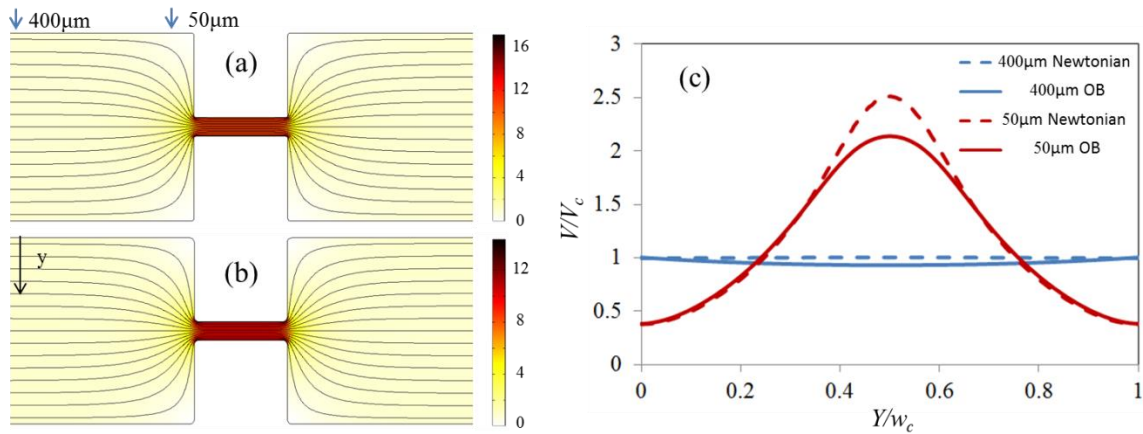 400μm
50μm
(a)
16
12
8
4
0
y
(b)
12
8
4
0
(c)
400μm Newtonian
400μm OB
50μm Newtonian
50μm OB
3
2.5
2
1.5
1
0.5
0
V/Vc
0
0.2
0.4
0.6
0.8
1
Y/wc